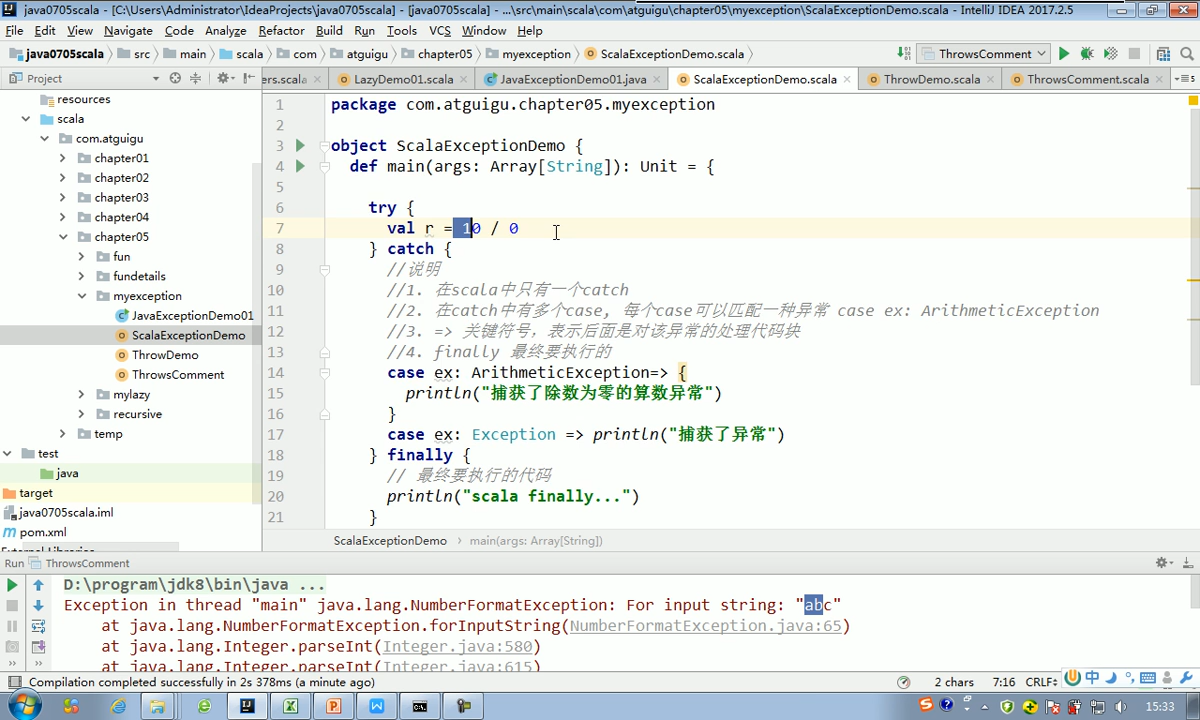 java0705scala - [C:\Users\Administrator\IdeaProjects\java0705scala] - [java0705scala] - ...\src\main\scala\com\atguigu\chapter05\myexception\ScalaExceptionDemo.scala - IntelliJ IDEA 2017.2.5
File Edit View Navigate Code Analyze Refactor Build Run Tools VCS Window Help
java0705scala src main scala com atguigu chapter05 myexception ScalaExceptionDemo.scala ThrowsComment
Project ers.scala LazyDemo01.scala JavaExceptionDemo01.java ScalaExceptionDemo.scala ThrowDemo.scala ThrowsComment.scala 5
resources
scala
com.atguigu
chapter01
chapter02
chapter03
chapter04
chapter05
fun
fundetails
myexception
JavaExceptionDemo01
ScalaExceptionDemo
ThrowDemo
ThrowsComment
mylazy
recursive
temp
test
java
target
java0705scala.iml
pom.xml
External Libraries
1 package com.atguigu.chapter05.myexception
2
3 object ScalaExceptionDemo {
4 def main(args: Array[String]): Unit = {
5
6 try {
7 val r = 10 / 0
8 } catch {
9 //说明
10 //1. 在scala中只有一个catch
11 //2. 在catch中有多个case, 每个case可以匹配一种异常 case ex: ArithmeticException
12 //3. => 关键符号，表示后面是对该异常的处理代码块
13 //4. finally 最终要执行的
14 case ex: ArithmeticException=> {
15 println("捕获了除数为零的算数异常")
16 }
17 case ex: Exception => println("捕获了异常")
18 } finally {
19 // 最终要执行的代码
20 println("scala finally...")
21 }
ScalaExceptionDemo main(args: Array[String])
Run ThrowsComment
D:\program\jdk8\bin\java ...
Exception in thread "main" java.lang.NumberFormatException: For input string: "abc"
at java.lang.NumberFormatException.forInputString(NumberFormatException.java:65)
at java.lang.Integer.parseInt(Integer.java:580)
at java.lang.Integer.parseInt(Integer.java:615)
Compilation completed successfully in 2s 378ms (a minute ago) 2 chars 7:16 CRLF 中
15:33